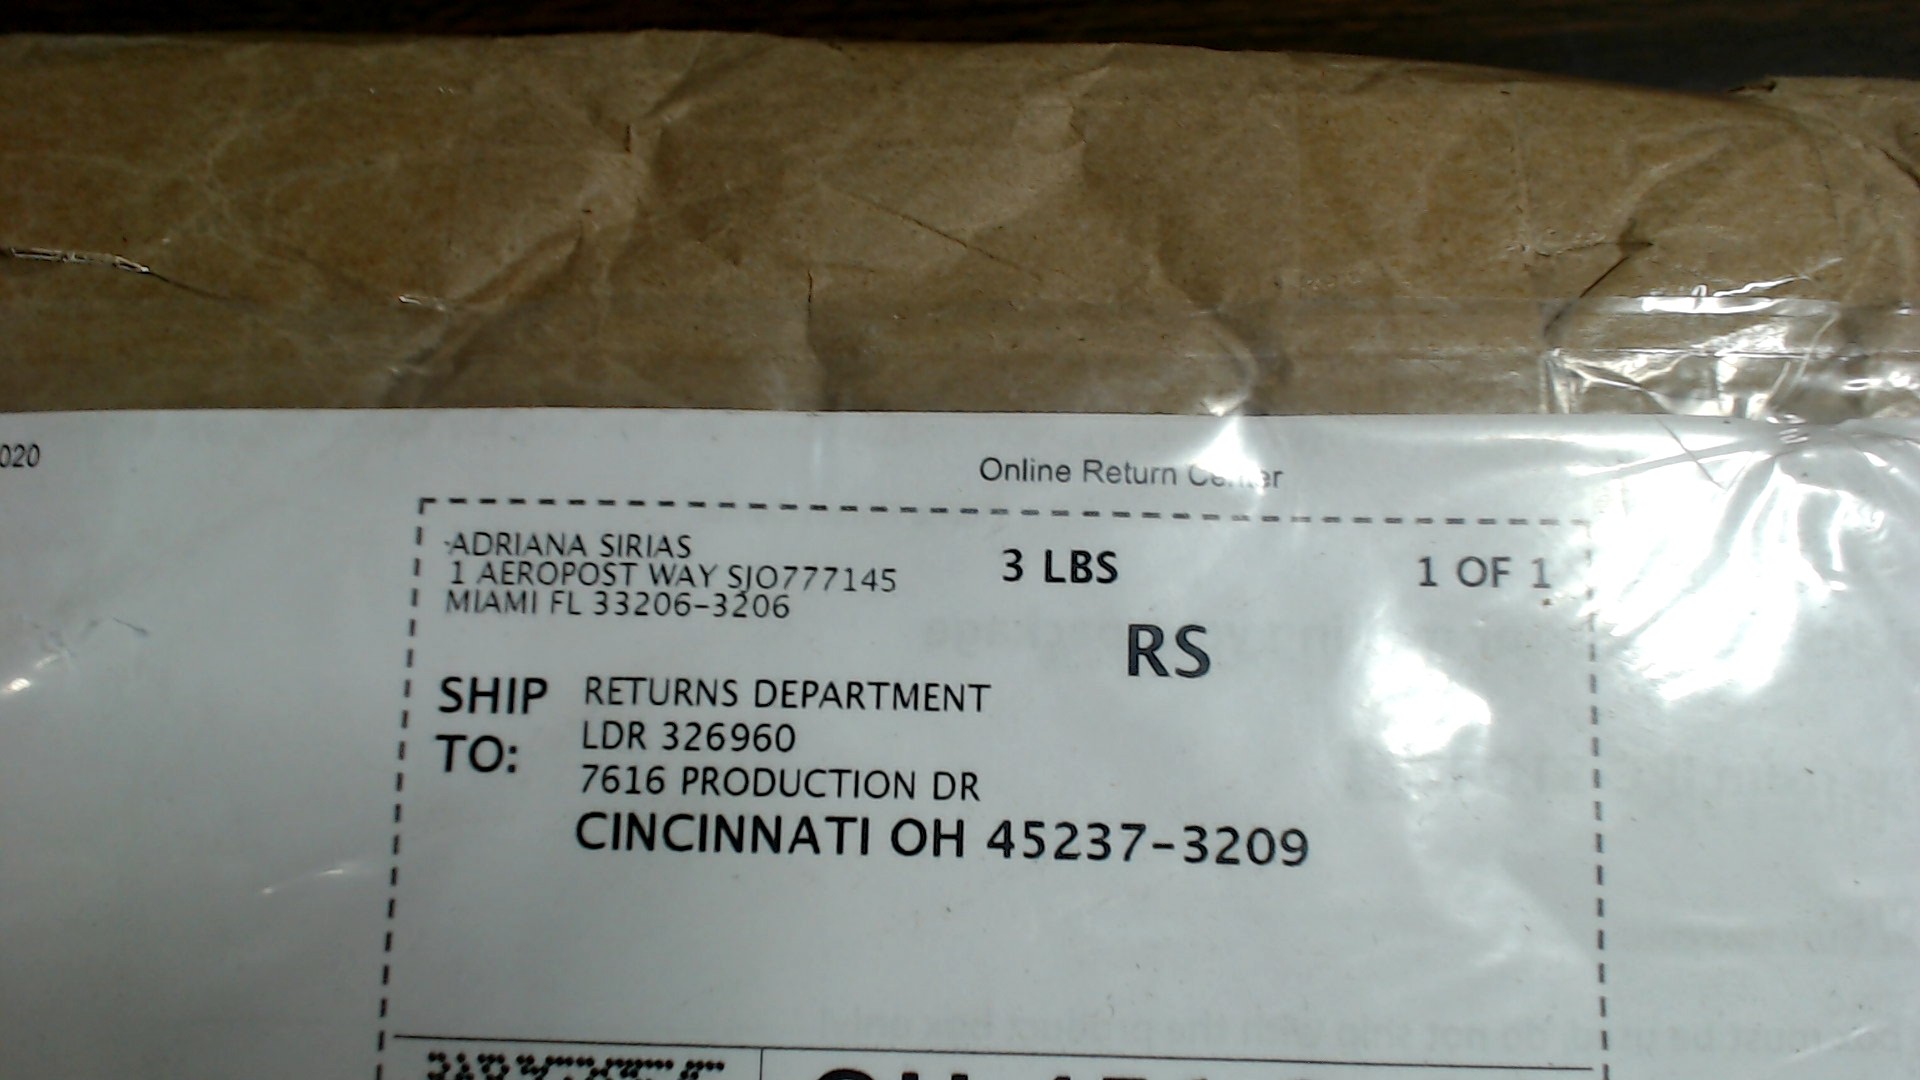 020
Online Return Center
ADRIANA SIRIAS
1 AEROPOST WAY SJO777145
MIAMI FL 33206-3206
3 LBS
1 OF 1
RS
SHIP TO:
RETURNS DEPARTMENT
LDR 326960
7616 PRODUCTION DR
CINCINNATI OH 45237-3209